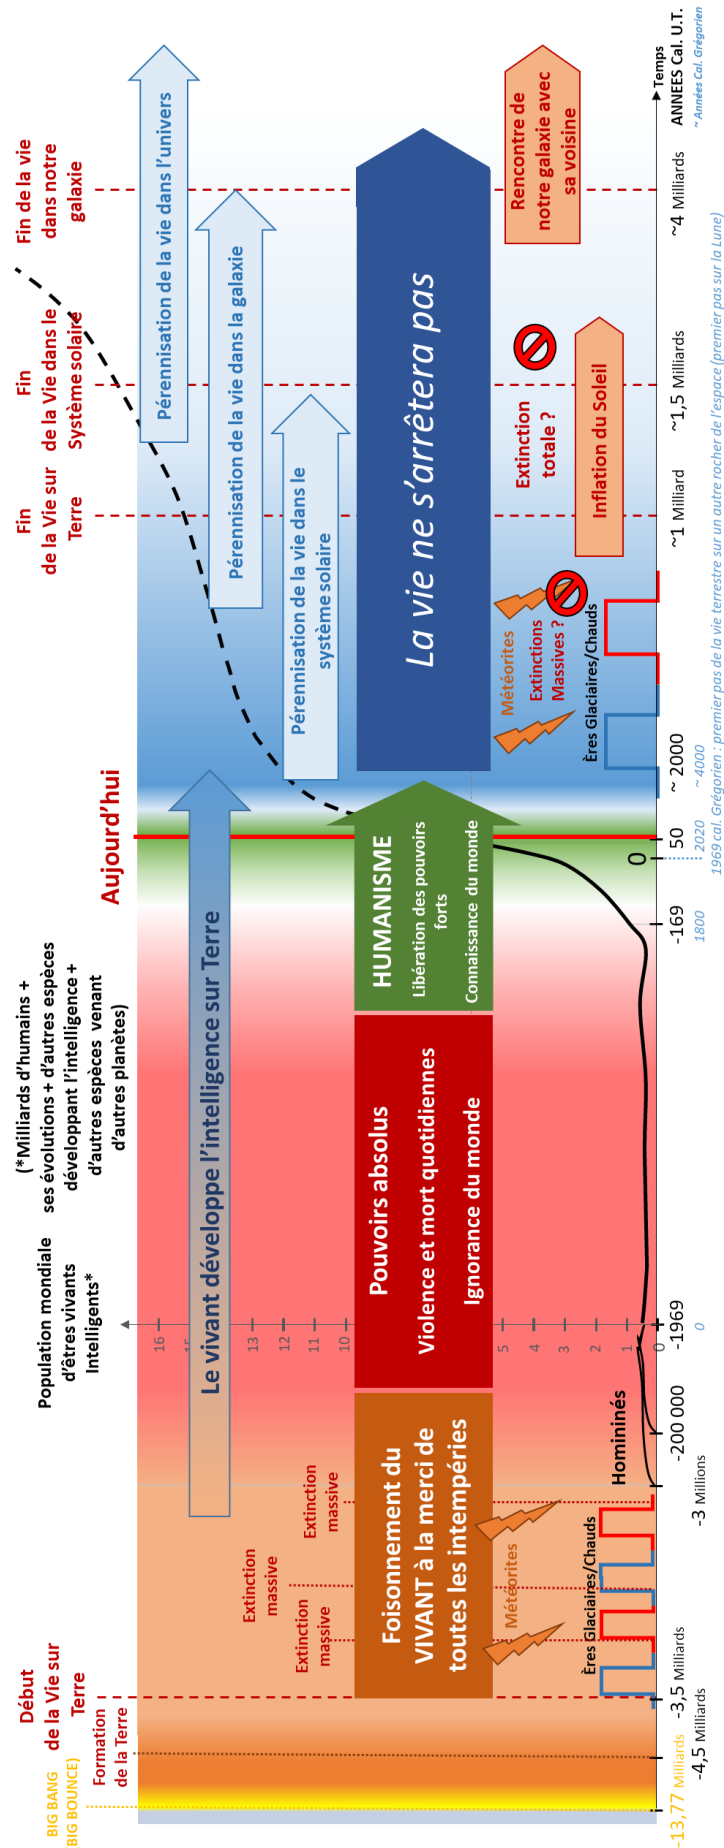 BIG BANG
(BIG BOUNCE)
Formation
de la Terre
Début
de la Vie sur
Terre
Extinction
massive
Extinction
massive
Extinction
massive
Population mondiale
d'êtres vivants
Intelligents*
(*Milliards d'humains +
ses évolutions + d'autres espèces
développant l'intelligence +
d'autres espèces venant
d'autres planètes)
Aujourd'hui
Fin
de la Vie sur
Terre
Fin
de la Vie dans le
Système solaire
Fin de la vie
dans notre
galaxie
16
13
12
11
10
5
4
3
2
1
0
Le vivant développe l'intelligence sur Terre
Pérennisation de la vie dans l'univers
Pérennisation de la vie dans la galaxie
Pérennisation de la vie dans le
système solaire
Foisonnement du
VIVANT à la merci de
toutes les intempéries
Pouvoirs absolus
Violence et mort quotidiennes
Ignorance du monde
HUMANISME
Libération des pouvoirs
forts
Connaissance du monde
La vie ne s'arrêtera pas
Météorites
Ères Glaciaires/Chauds
Homininés
Météorites
Extinctions
Massives ?
Ères Glaciaires/Chauds
Extinction
totale ?
Inflation du Soleil
Rencontre de
notre galaxie avec
sa voisine
Temps
ANNEES Cal. U.T.
~ Années Cal. Grégorien
-13,77 Milliards
-4,5 Milliards
-3,5 Milliards
-3 Millions
-200 000
-1969
0
-169
1800
0
50
2020
~ 2000
~ 4000
~1 Milliard
~1,5 Milliards
~4 Milliards
1969 cal. Grégorien : premier pas de la vie terrestre sur un autre rocher de l'espace (premier pas sur la Lune)